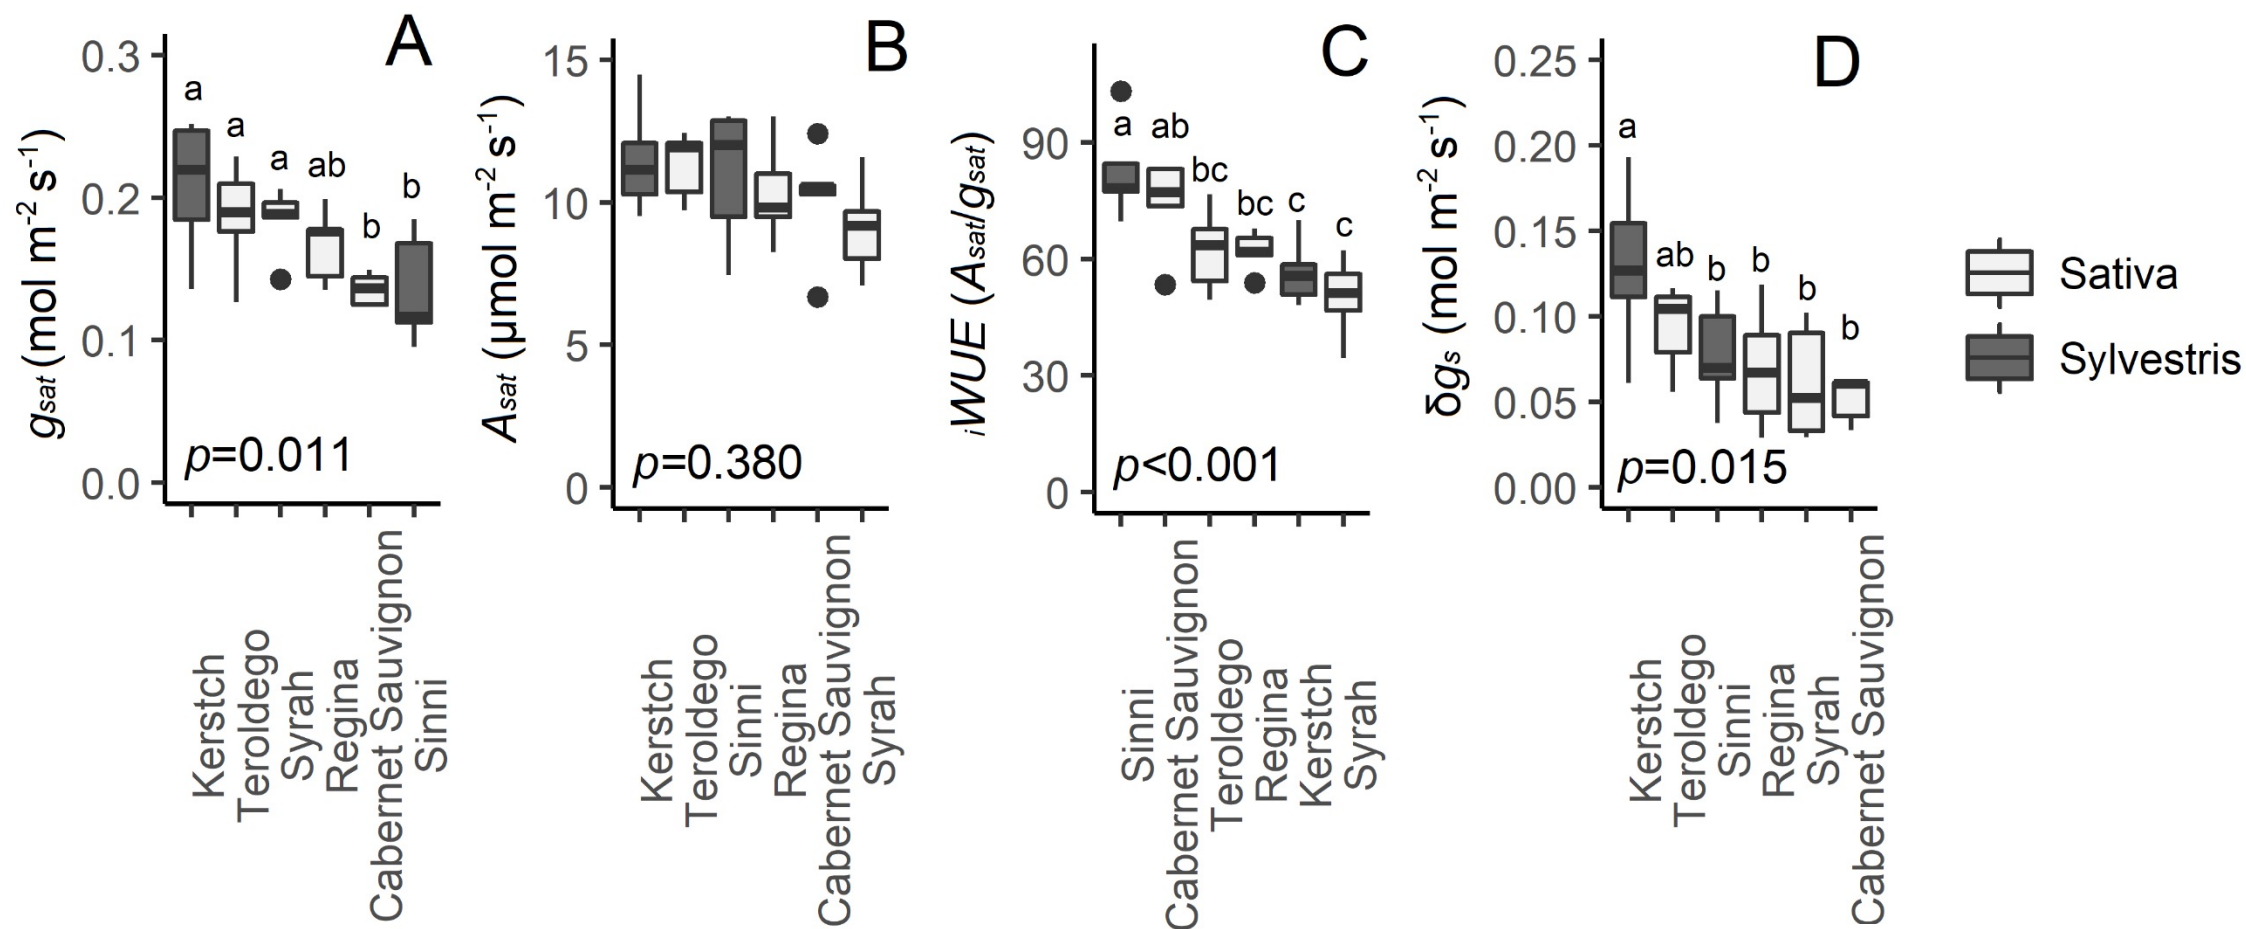 A
gsat (mol m-2 s-1)
0.3
0.2
0.1
0.0
a
a
a
ab
b
b
p=0.011
Kerstch
Teroldego
Syrah
Regina
Cabernet Sauvignon
Sinni
B
Asat (µmol m-2 s-1)
15
10
5
0
p=0.380
Kerstch
Teroldego
Sinni
Regina
Cabernet Sauvignon
Syrah
C
iWUE (Asat/gsat)
90
60
30
0
a
ab
bc
bc
c
c
p<0.001
Sinni
Cabernet Sauvignon
Teroldego
Regina
Kerstch
Syrah
D
δgs (mol m-2 s-1)
0.25
0.20
0.15
0.10
0.05
0.00
a
ab
b
b
b
b
p=0.015
Kerstch
Teroldego
Sinni
Regina
Syrah
Cabernet Sauvignon
Sativa
Sylvestris